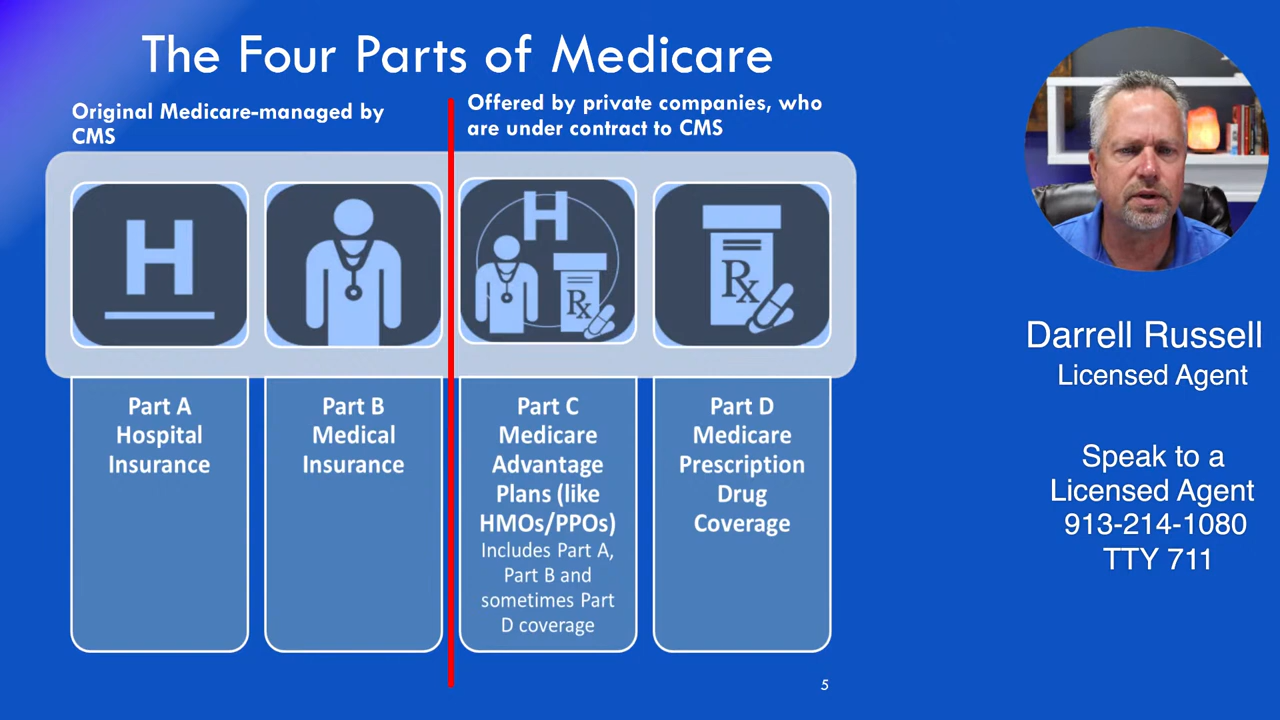 The Four Parts of Medicare
Original Medicare-managed by
CMS
Offered by private companies, who
are under contract to CMS
H
H
Rx
Rx
Part A
Hospital
Insurance
Part B
Medical
Insurance
Part C
Medicare
Advantage
Plans (like
HMOs/PPOs)
Includes Part A,
Part B and
sometimes Part
D coverage
Part D
Medicare
Prescription
Drug
Coverage
5
Darrell Russell
Licensed Agent
Speak to a
Licensed Agent
913-214-1080
TTY 711